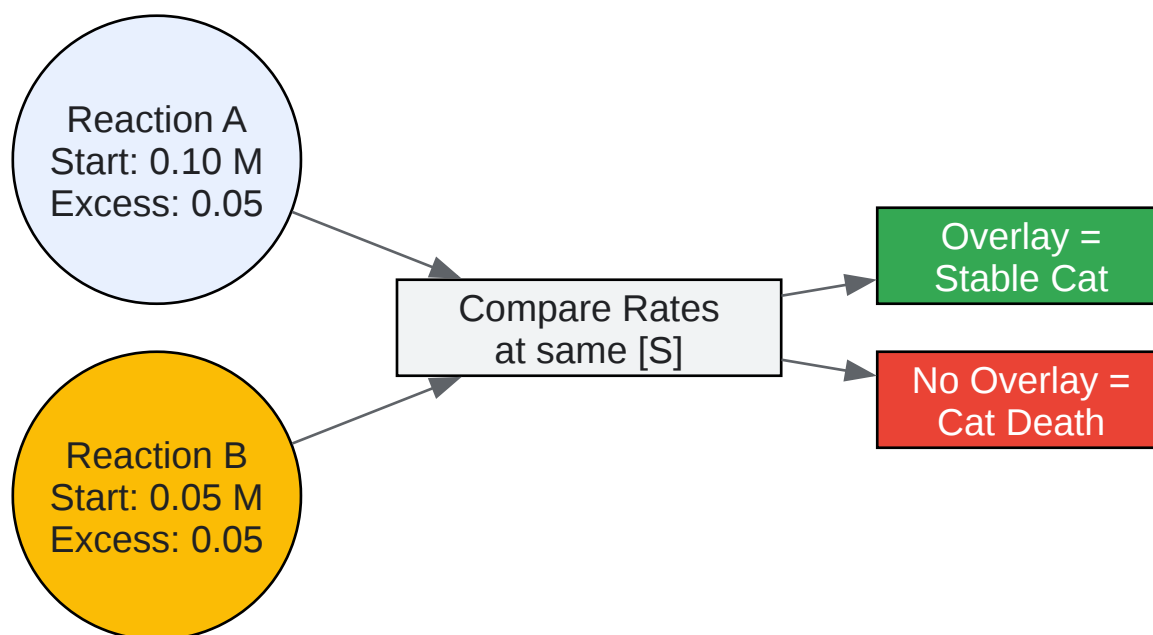 Reaction A
Start: 0.10 M
Excess: 0.05
Compare Rates
at same [S]
Overlay =
Stable Cat
No Overlay =
Cat Death
Reaction B
Start: 0.05 M
Excess: 0.05